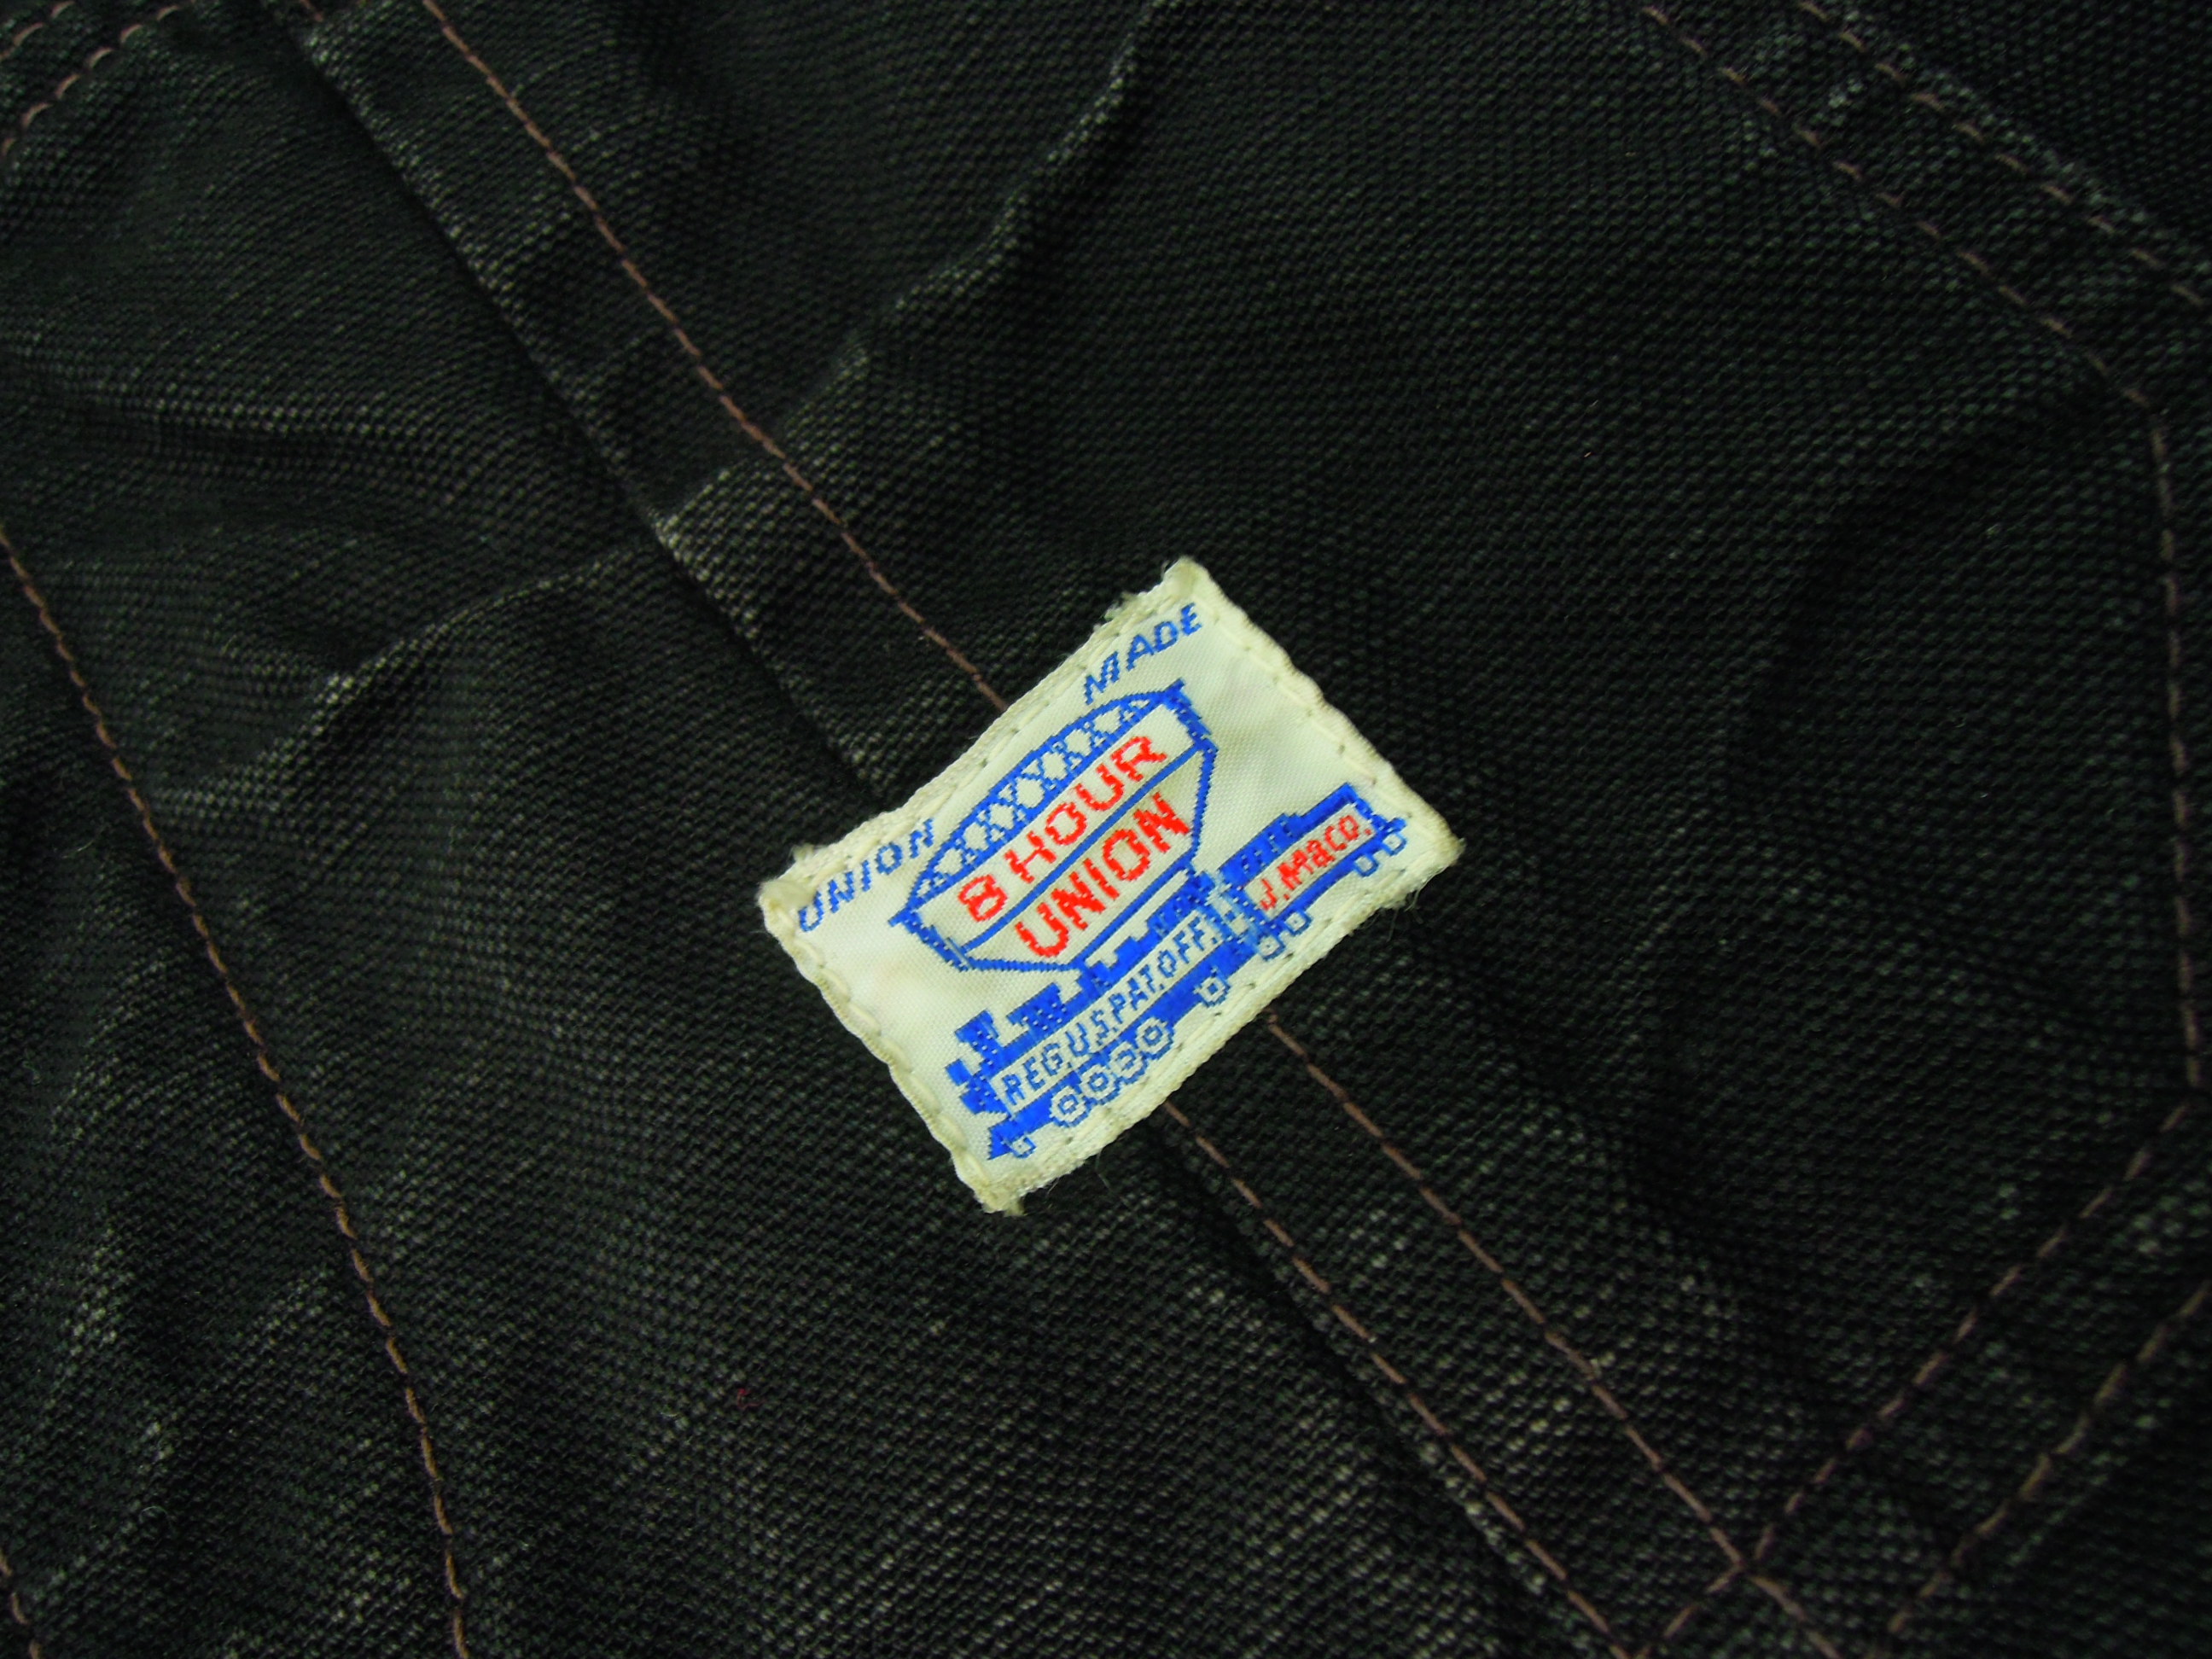 UNION MADE
8 HOUR
UNION
J.M&CO.
REG.U.S.PAT.OFF.